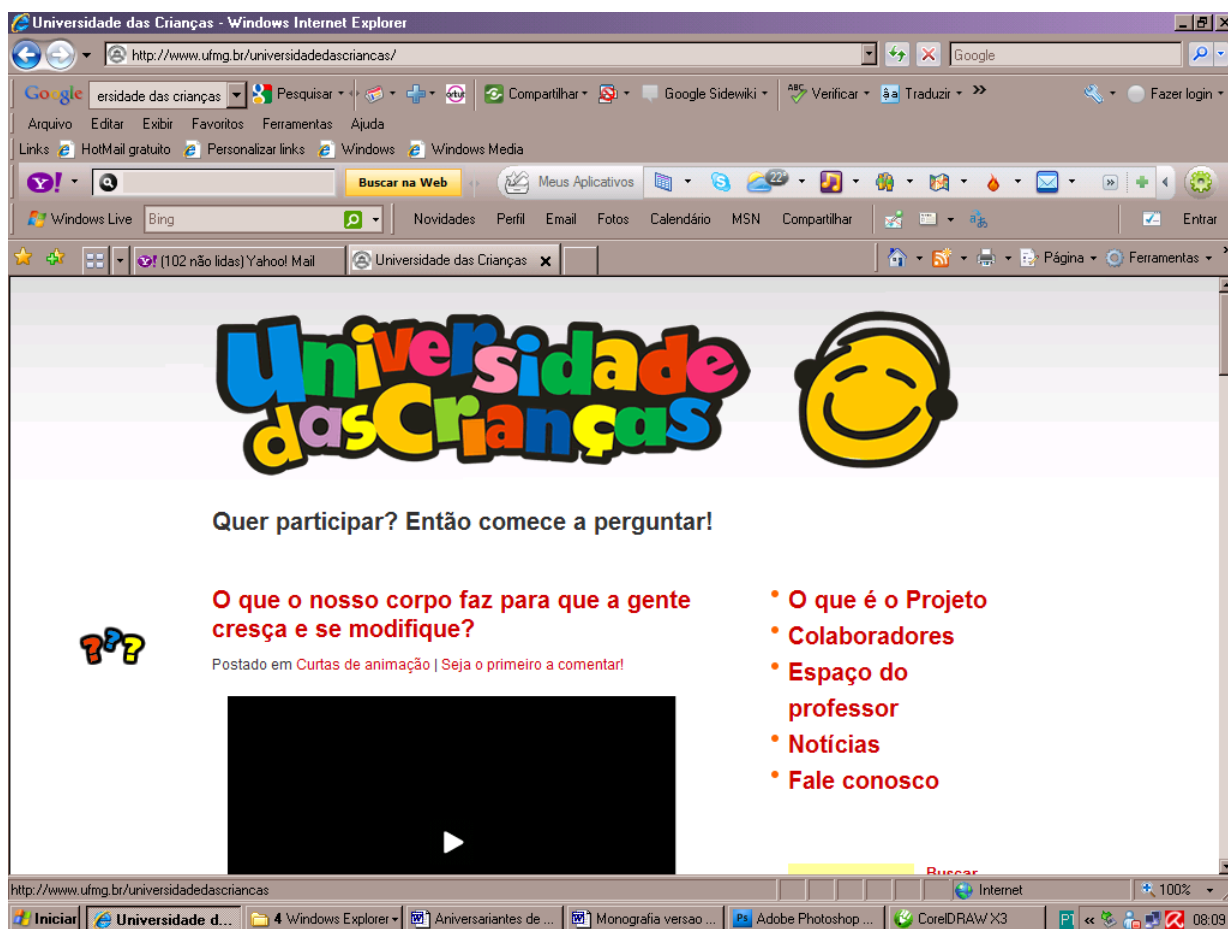 Universidade das Crianças - Windows Internet Explorer
http://www.ufmg.br/universidadedascriancas/
Google
Google ersidade das crianças Pesquisar Compartilhar Google Sidewiki Verificar Traduzir Fazer login
Arquivo Editar Exibir Favoritos Ferramentas Ajuda
Links HotMail gratuito Personalizar links Windows Windows Media
Y! Buscar na Web Meus Aplicativos 22°
Windows Live Bing Novidades Perfil Email Fotos Calendário MSN Compartilhar Entrar
(102 não lidas) Yahoo! Mail Universidade das Crianças Página Ferramentas
Universidade
das Crianças
Quer participar? Então comece a perguntar!
O que o nosso corpo faz para que a gente
cresça e se modifique?
???
Postado em Curtas de animação | Seja o primeiro a comentar!
O que é o Projeto
Colaboradores
Espaço do
professor
Notícias
Fale conosco
Buscar
http://www.ufmg.br/universidadedascriancas
Internet
100%
Iniciar Universidade d... 4 Windows Explorer Aniversariantes de ... Monografia versao ... Ps Adobe Photoshop ... CorelDRAW X3 PT 08:09